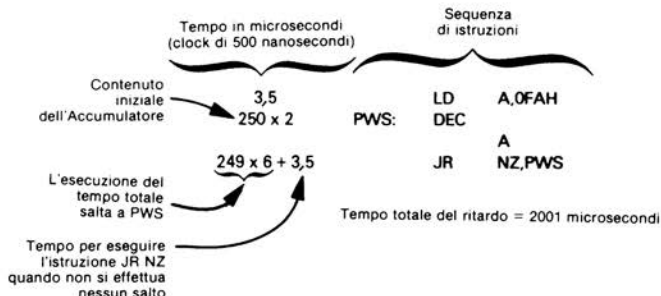 Tempo in microsecondi
(clock di 500 nanosecondi)
Sequenza
di istruzioni
Contenuto
iniziale
dell'Accumulatore
3,5 LD A,0FAH
250 x 2 PWS: DEC
A
249 x 6 + 3,5 JR NZ,PWS
L'esecuzione del
tempo totale
salta a PWS
Tempo totale del ritardo = 2001 microsecondi
Tempo per eseguire
l'istruzione JR NZ
quando non si effettua
nessun salto